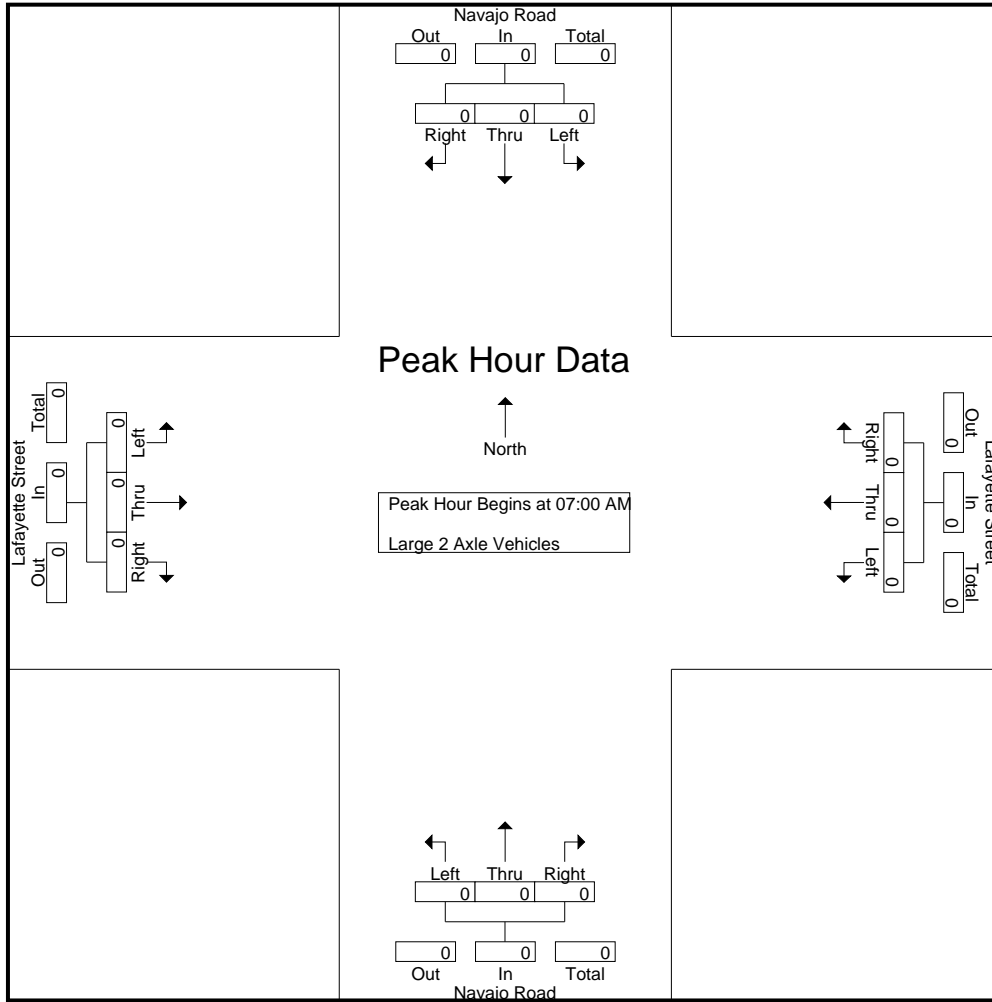 Navajo Road
Out In Total
0 0 0
0 0 0
Right Thru Left
Peak Hour Data
North
Peak Hour Begins at 07:00 AM
Large 2 Axle Vehicles
Lafayette Street
Total In Out
0 0 0
0 0 0
Left Thru Right
Right Thru Left
0 0 0
0 0 0
Out In Total
Lafayette Street
Left Thru Right
0 0 0
0 0 0
Out In Total
Navajo Road